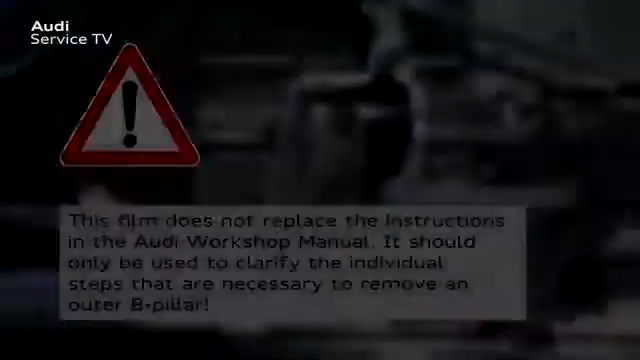 Audi
Service TV
This film does not replace the instructions
in the Audi Workshop Manual. It should
only be used to clarify the individual
steps that are necessary to remove an
outer B-pillar!